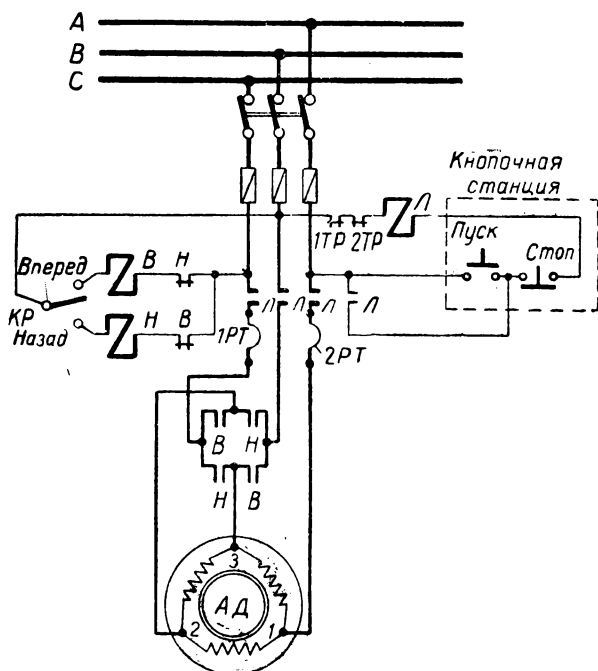 A
B
C
Кнопочная
станция
1ТР 2ТР Л
Пуск
Стоп
Вперед В Н
КР
Назад Н В
Л Л Л Л
1РТ
2РТ
В Н
Н В
3
АД
2 1